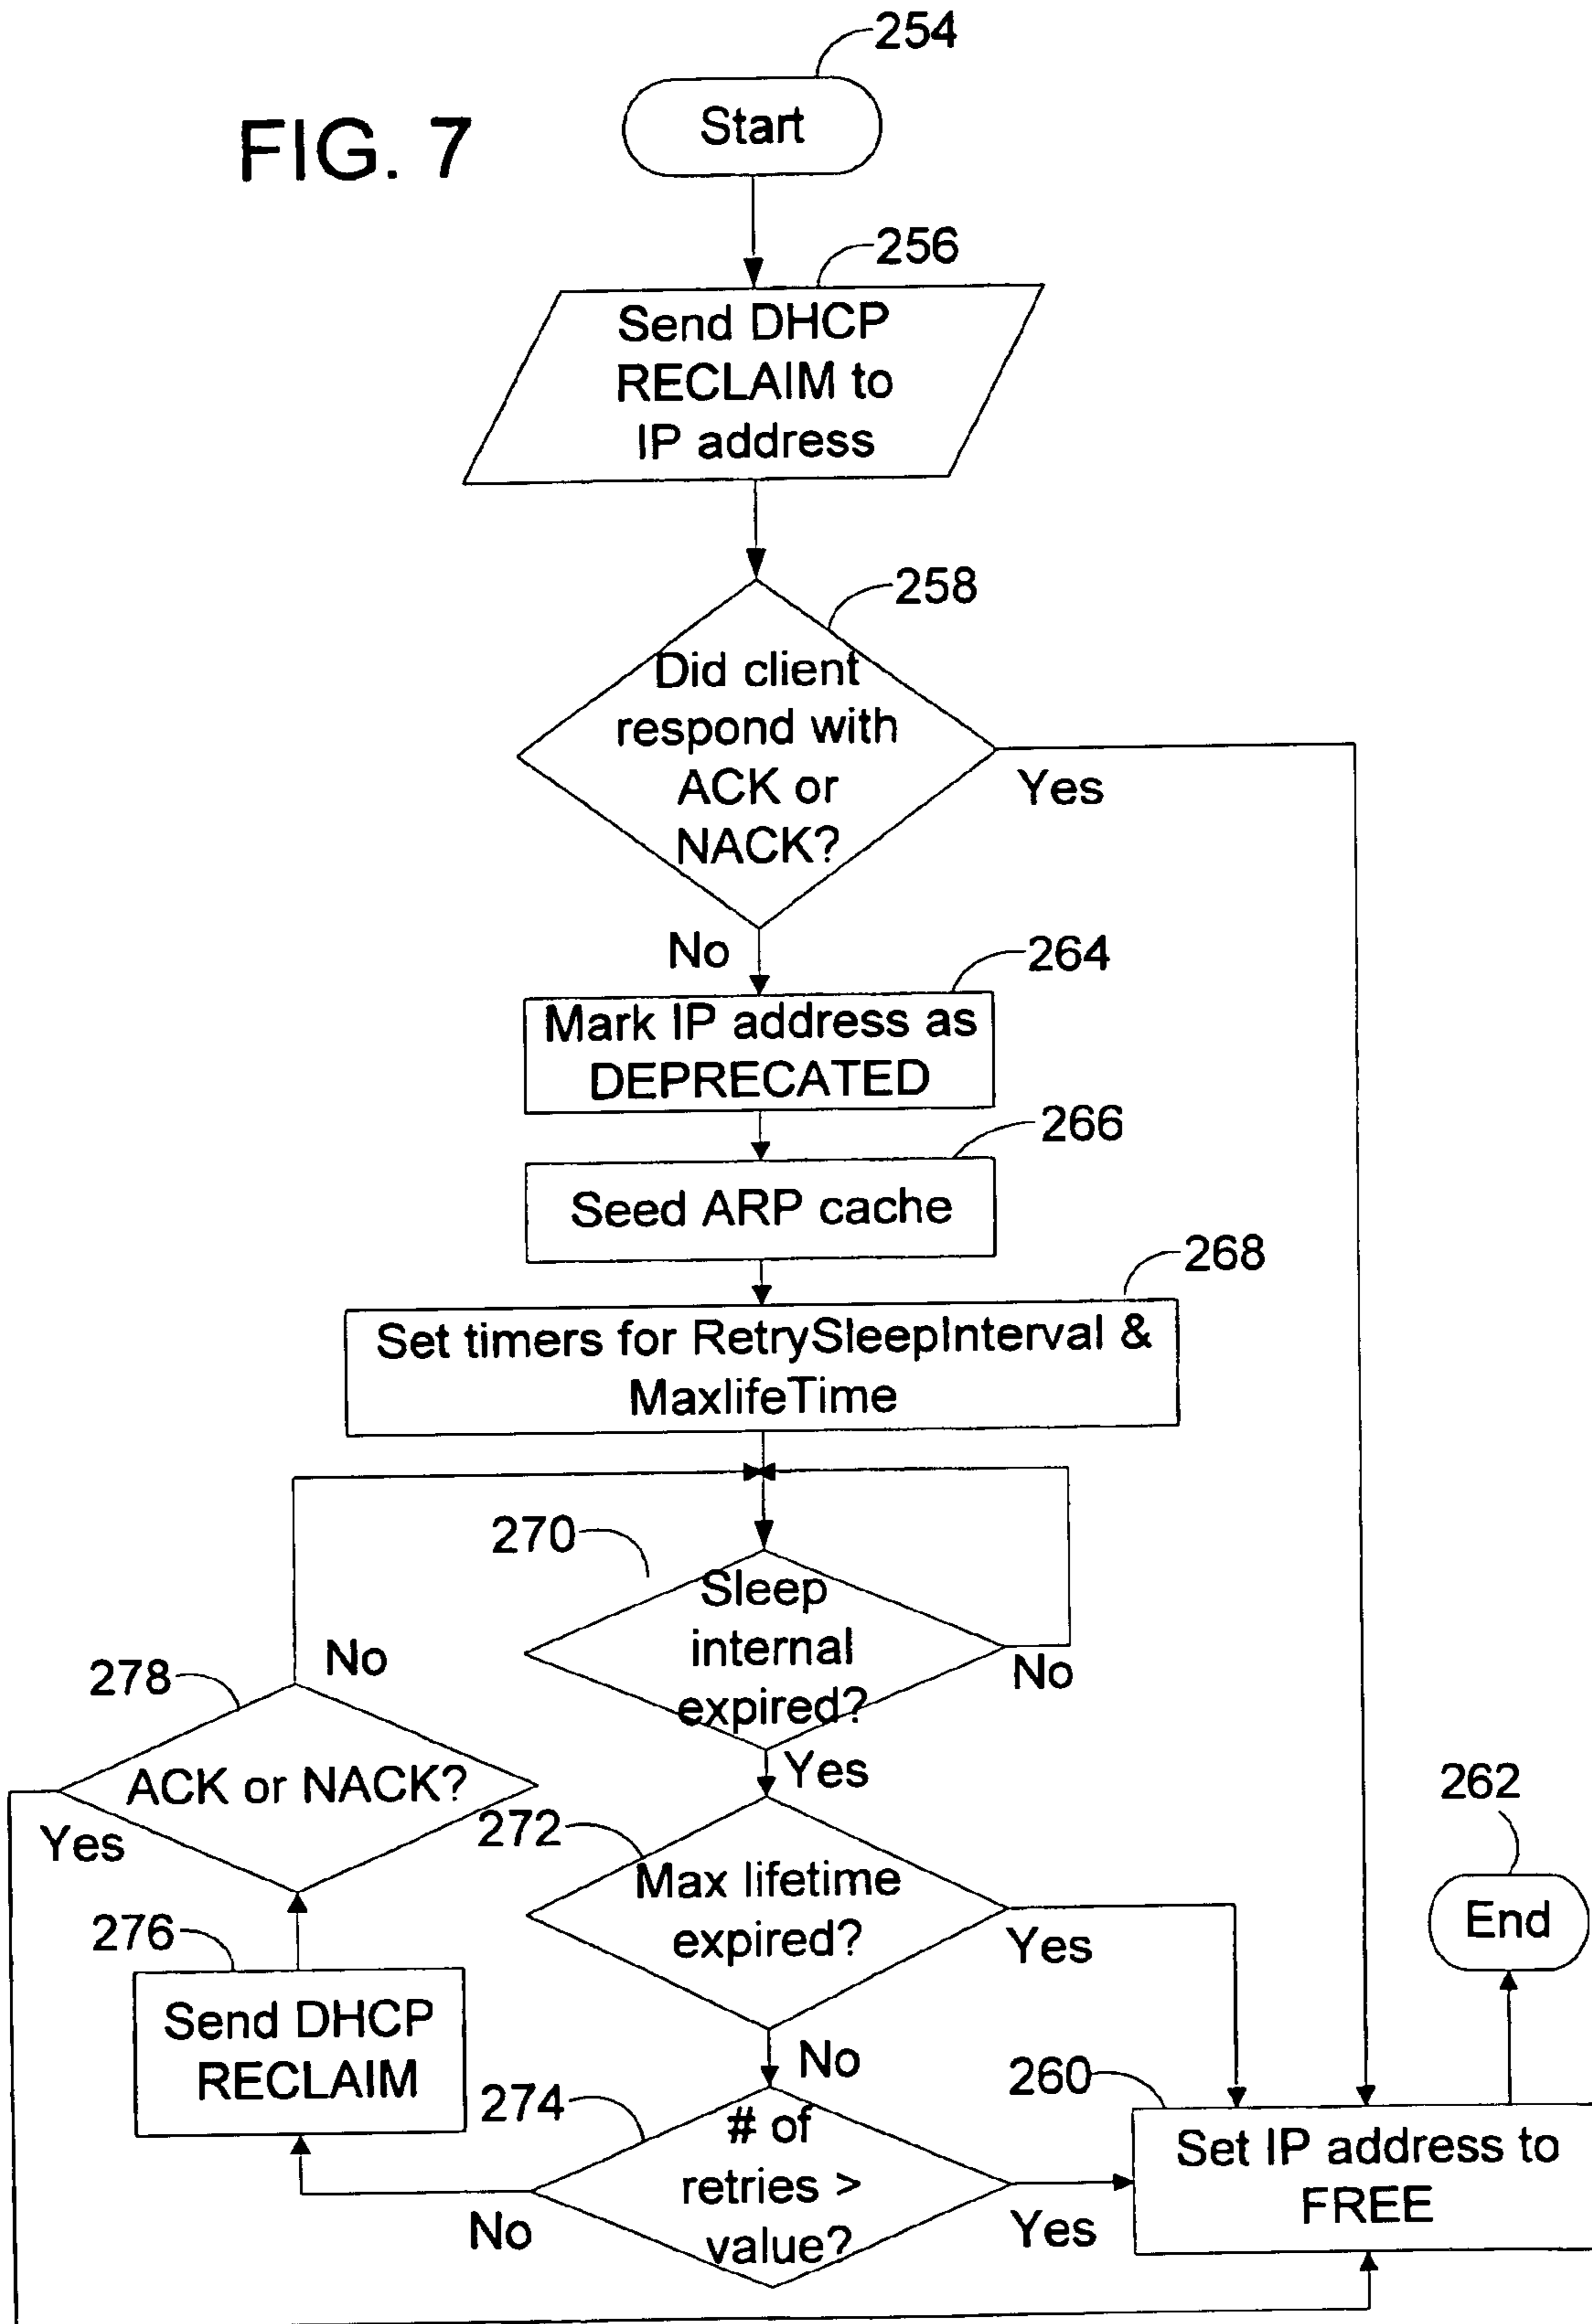 FIG. 7
254
Start
256
Send DHCP
RECLAIM to
IP address
258
Did client
respond with
ACK or
NACK?
Yes
No
264
Mark IP address as
DEPRECATED
266
Seed ARP cache
268
Set timers for RetrySleepInterval &
MaxlifeTime
270
Sleep
internal
expired?
No
Yes
278
No
ACK or NACK?
Yes
272
Max lifetime
expired?
Yes
No
262
End
276
Send DHCP
RECLAIM
274
# of
retries >
value?
No
Yes
260
Set IP address to
FREE